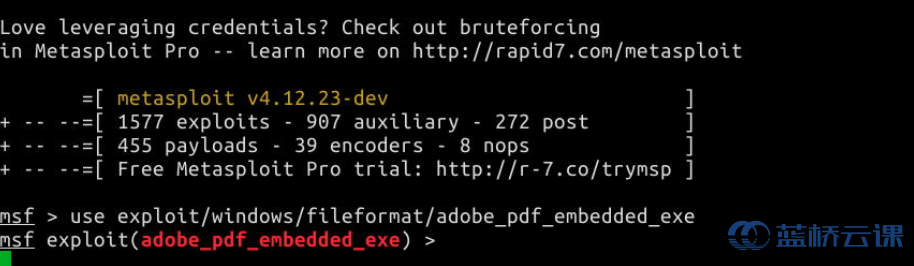 Love leveraging credentials? Check out bruteforcing
in Metasploit Pro -- learn more on http://rapid7.com/metasploit
=[ metasploit v4.12.23-dev ]
+ -- --=[ 1577 exploits - 907 auxiliary - 272 post ]
+ -- --=[ 455 payloads - 39 encoders - 8 nops ]
+ -- --=[ Free Metasploit Pro trial: http://r-7.co/trymsp ]
msf > use exploit/windows/fileformat/adobe_pdf_embedded_exe
msf exploit(adobe_pdf_embedded_exe) >
蓝桥云课